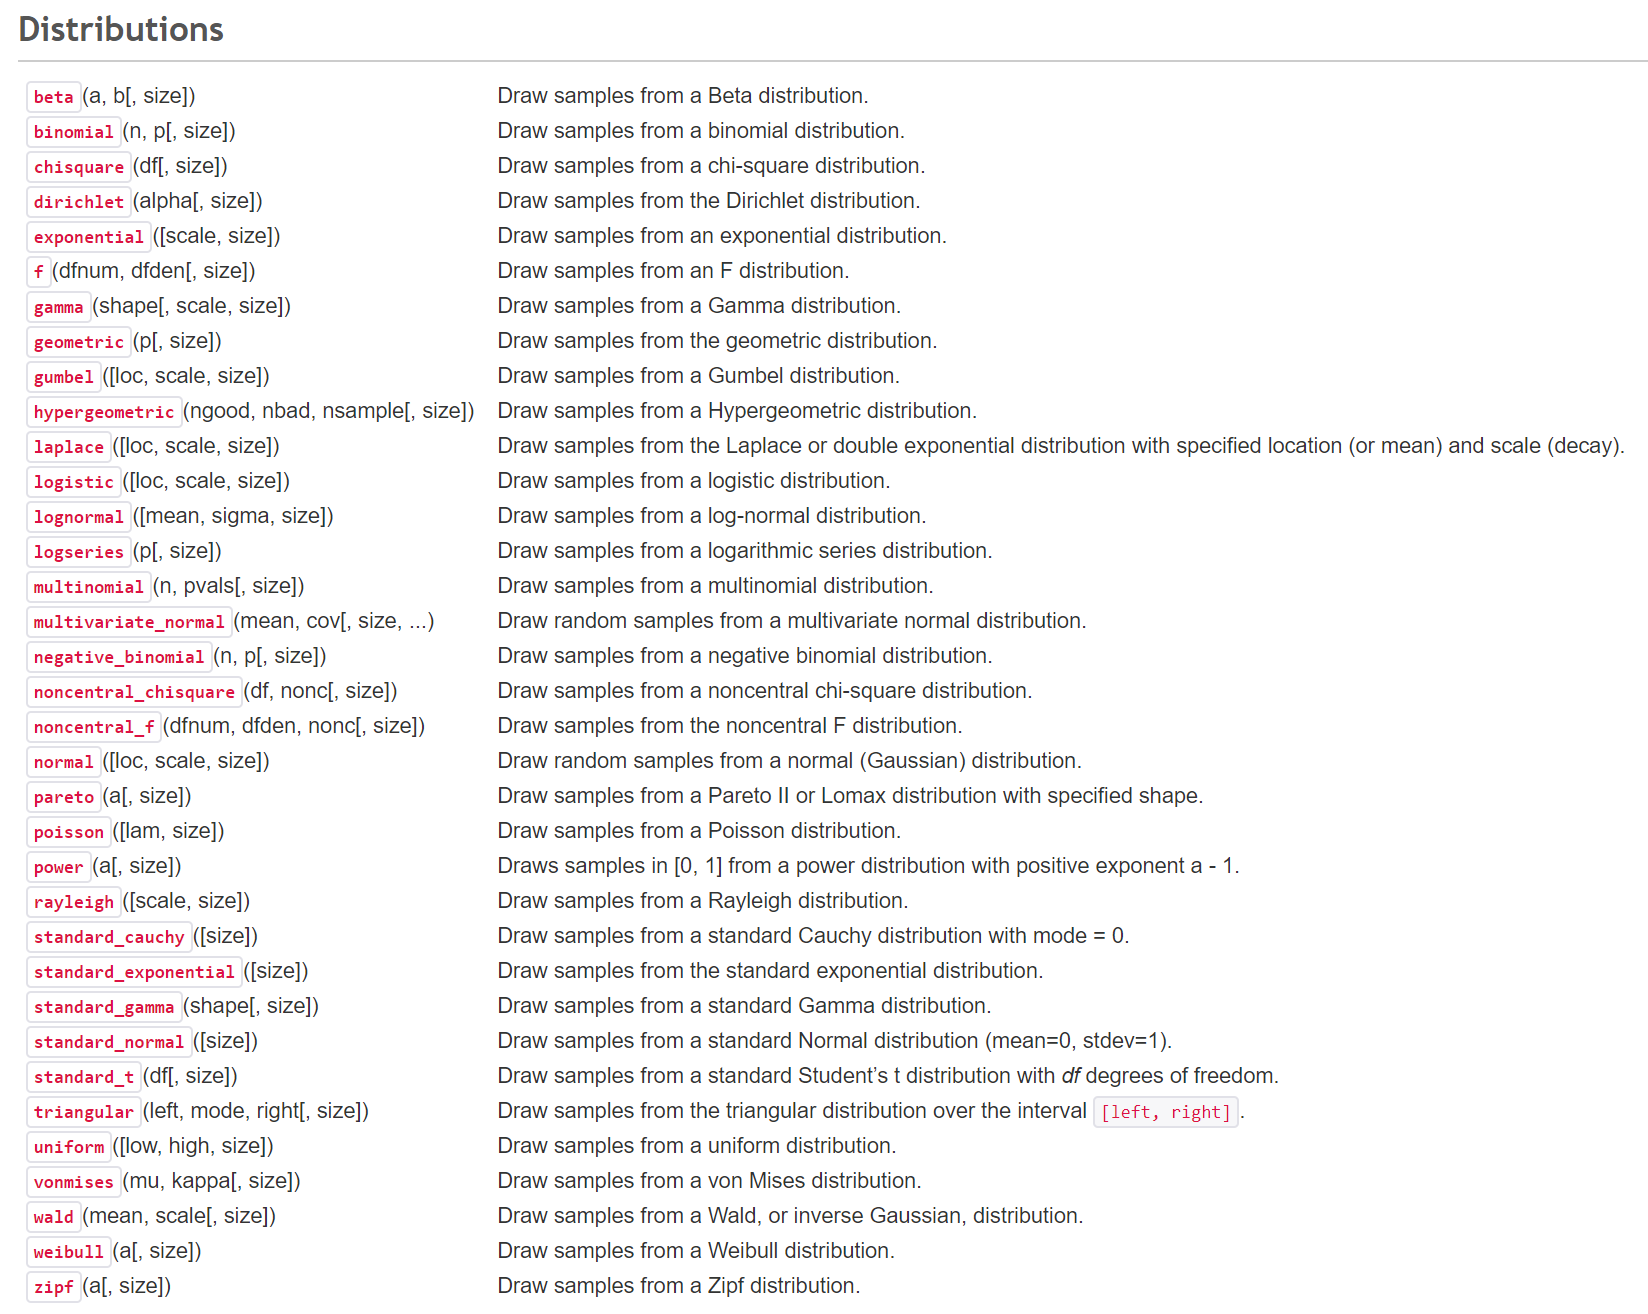 Distributions
beta(a, b[, size]) Draw samples from a Beta distribution.
binomial(n, p[, size]) Draw samples from a binomial distribution.
chisquare(df[, size]) Draw samples from a chi-square distribution.
dirichlet(alpha[, size]) Draw samples from the Dirichlet distribution.
exponential([scale, size]) Draw samples from an exponential distribution.
f(dfnum, dfden[, size]) Draw samples from an F distribution.
gamma(shape[, scale, size]) Draw samples from a Gamma distribution.
geometric(p[, size]) Draw samples from the geometric distribution.
gumbel([loc, scale, size]) Draw samples from a Gumbel distribution.
hypergeometric(ngood, nbad, nsample[, size]) Draw samples from a Hypergeometric distribution.
laplace([loc, scale, size]) Draw samples from the Laplace or double exponential distribution with specified location (or mean) and scale (decay).
logistic([loc, scale, size]) Draw samples from a logistic distribution.
lognormal([mean, sigma, size]) Draw samples from a log-normal distribution.
logseries(p[, size]) Draw samples from a logarithmic series distribution.
multinomial(n, pvals[, size]) Draw samples from a multinomial distribution.
multivariate_normal(mean, cov[, size, ...) Draw random samples from a multivariate normal distribution.
negative_binomial(n, p[, size]) Draw samples from a negative binomial distribution.
noncentral_chisquare(df, nonc[, size]) Draw samples from a noncentral chi-square distribution.
noncentral_f(dfnum, dfden, nonc[, size]) Draw samples from the noncentral F distribution.
normal([loc, scale, size]) Draw random samples from a normal (Gaussian) distribution.
pareto(a[, size]) Draw samples from a Pareto II or Lomax distribution with specified shape.
poisson([lam, size]) Draw samples from a Poisson distribution.
power(a[, size]) Draws samples in [0, 1] from a power distribution with positive exponent a - 1.
rayleigh([scale, size]) Draw samples from a Rayleigh distribution.
standard_cauchy([size]) Draw samples from a standard Cauchy distribution with mode = 0.
standard_exponential([size]) Draw samples from the standard exponential distribution.
standard_gamma(shape[, size]) Draw samples from a standard Gamma distribution.
standard_normal([size]) Draw samples from a standard Normal distribution (mean=0, stdev=1).
standard_t(df[, size]) Draw samples from a standard Student’s t distribution with df degrees of freedom.
triangular(left, mode, right[, size]) Draw samples from the triangular distribution over the interval [left, right].
uniform([low, high, size]) Draw samples from a uniform distribution.
vonmises(mu, kappa[, size]) Draw samples from a von Mises distribution.
wald(mean, scale[, size]) Draw samples from a Wald, or inverse Gaussian, distribution.
weibull(a[, size]) Draw samples from a Weibull distribution.
zipf(a[, size]) Draw samples from a Zipf distribution.